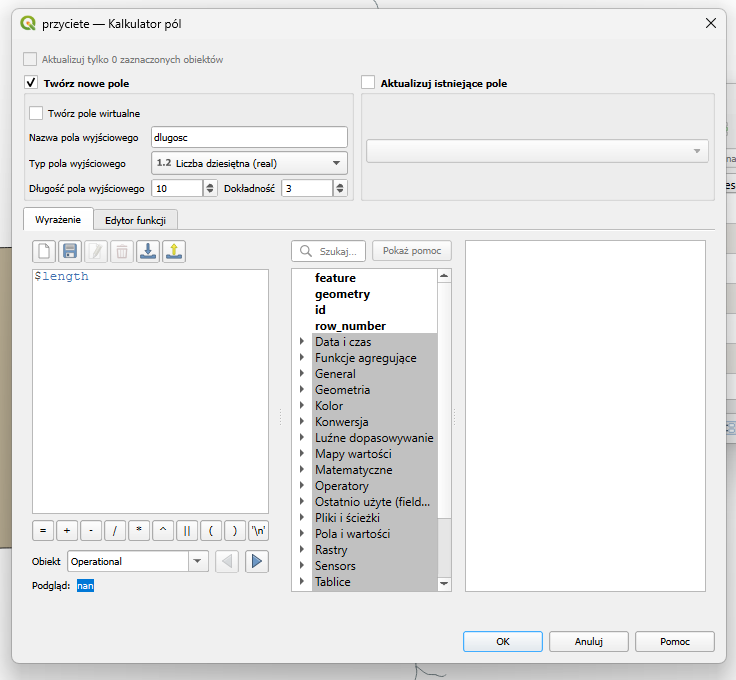 przyciete — Kalkulator pól
Aktualizuj tylko 0 zaznaczonych obiektów
Twórz nowe pole
Aktualizuj istniejące pole
Twórz pole wirtualne
Nazwa pola wyjściowego dlugosc
Typ pola wyjściowego 1.2 Liczba dziesiętna (real)
Długość pola wyjściowego 10 Dokładność 3
Wyrażenie Edytor funkcji
Szukaj... Pokaż pomoc
$length
feature
geometry
id
row_number
Data i czas
Funkcje agregujące
General
Geometria
Kolor
Konwersja
Luźne dopasowywanie
Mapy wartości
Matematyczne
Operatory
Ostatnio użyte (field...
Pliki i ścieżki
Pola i wartości
Rastry
Sensors
Tablice
= + - / * ^ || ( ) '\n'
Obiekt Operational
Podgląd: nan
OK Anuluj Pomoc